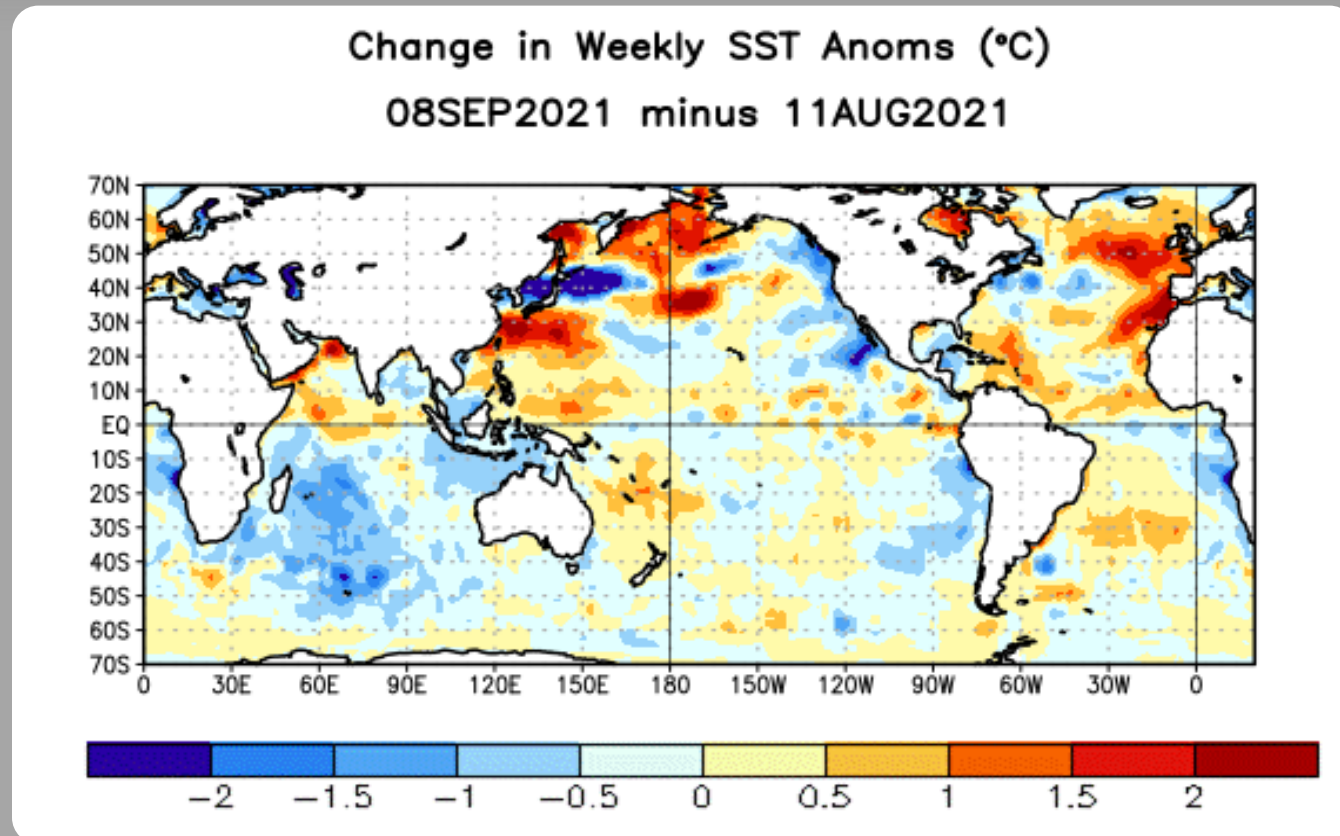 Change in Weekly SST Anoms (°C)
08SEP2021 minus 11AUG2021
70N
60N
50N
40N
30N
20N
10N
EQ
10S
20S
30S
40S
50S
60S
70S
0 30E 60E 90E 120E 150E 180 150W 120W 90W 60W 30W 0
−2 −1.5 −1 −0.5 0 0.5 1 1.5 2